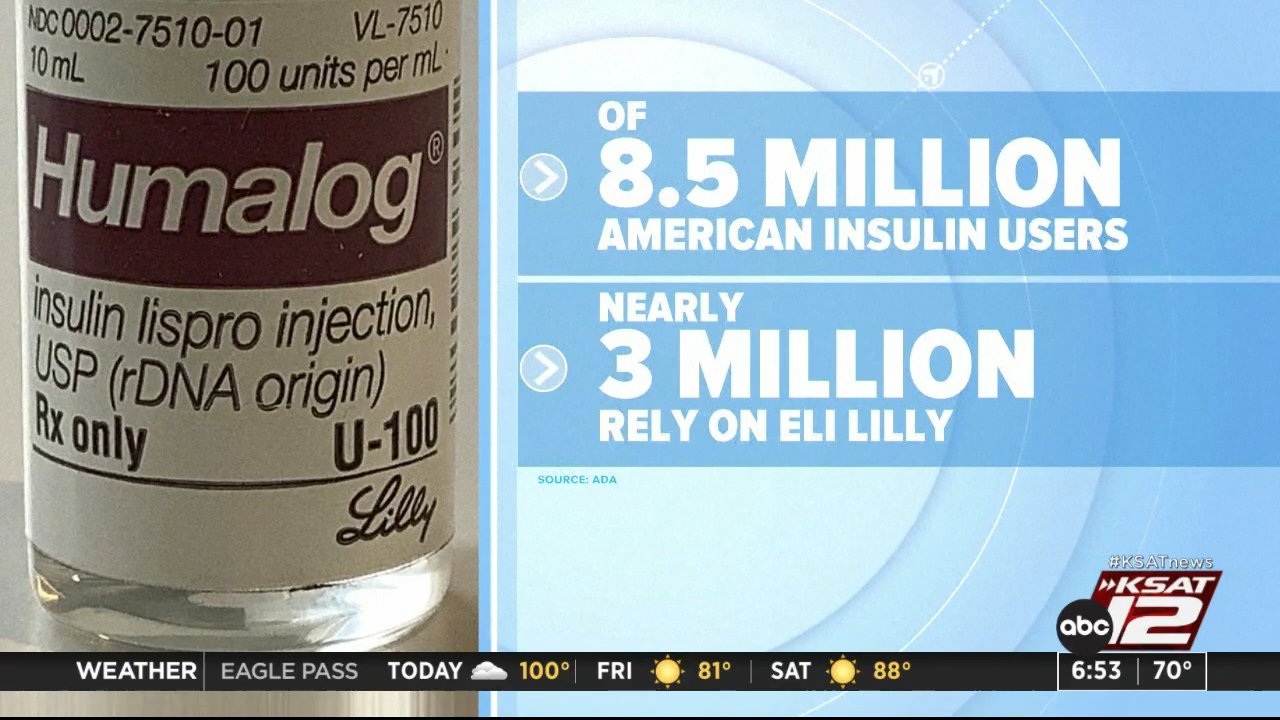 NDC 0002-7510-01 VL-7510
10 mL 100 units per mL
Humalog®
insulin lispro injection,
USP (rDNA origin)
Rx only U-100
Lilly
OF
8.5 MILLION
AMERICAN INSULIN USERS
NEARLY
3 MILLION
RELY ON ELI LILLY
SOURCE: ADA
#KSATnews
KSAT
abc 12
WEATHER EAGLE PASS TODAY 100° FRI 81° SAT 88° 6:53 70°